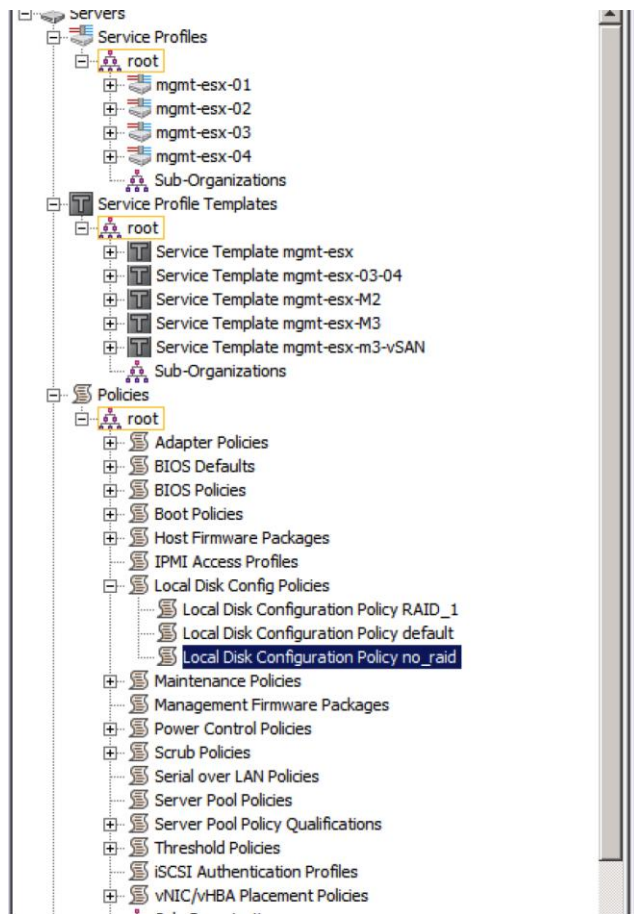 Servers
Service Profiles
root
mgmt-esx-01
mgmt-esx-02
mgmt-esx-03
mgmt-esx-04
Sub-Organizations
Service Profile Templates
root
Service Template mgmt-esx
Service Template mgmt-esx-03-04
Service Template mgmt-esx-M2
Service Template mgmt-esx-M3
Service Template mgmt-esx-m3-vSAN
Sub-Organizations
Policies
root
Adapter Policies
BIOS Defaults
BIOS Policies
Boot Policies
Host Firmware Packages
IPMI Access Profiles
Local Disk Config Policies
Local Disk Configuration Policy RAID_1
Local Disk Configuration Policy default
Local Disk Configuration Policy no_raid
Maintenance Policies
Management Firmware Packages
Power Control Policies
Scrub Policies
Serial over LAN Policies
Server Pool Policies
Server Pool Policy Qualifications
Threshold Policies
iSCSI Authentication Profiles
vNIC/vHBA Placement Policies